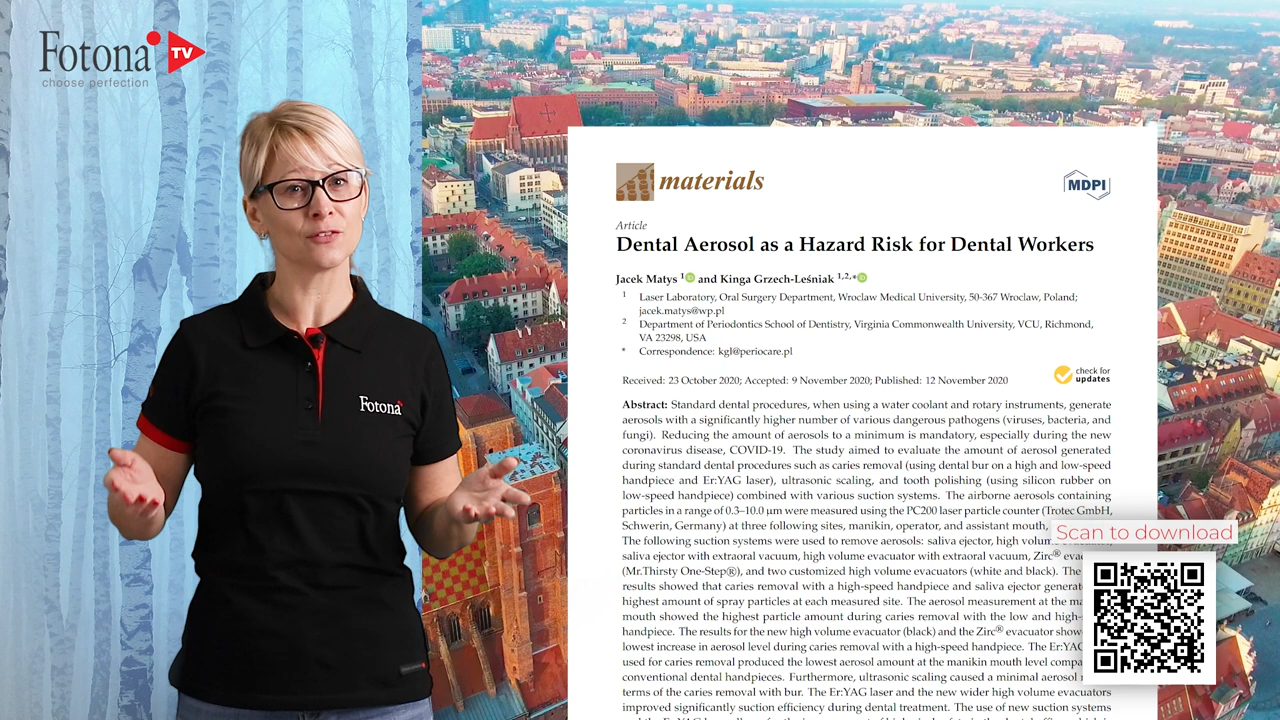 Fotona TV
choose perfection
Fotona
materials
MDPI
Article
Dental Aerosol as a Hazard Risk for Dental Workers
Jacek Matys 1 and Kinga Grzech-Leśniak 1,2,*
1 Laser Laboratory, Oral Surgery Department, Wroclaw Medical University, 50-367 Wroclaw, Poland;
jacek.matys@wp.pl
2 Department of Periodontics School of Dentistry, Virginia Commonwealth University, VCU, Richmond,
VA 23298, USA
* Correspondence: kgl@periocare.pl
Received: 23 October 2020; Accepted: 9 November 2020; Published: 12 November 2020
check for
updates
Abstract: Standard dental procedures, when using a water coolant and rotary instruments, generate
aerosols with a significantly higher number of various dangerous pathogens (viruses, bacteria, and
fungi). Reducing the amount of aerosols to a minimum is mandatory, especially during the new
coronavirus disease, COVID-19. The study aimed to evaluate the amount of aerosol generated
during standard dental procedures such as caries removal (using dental bur on a high and low-speed
handpiece and Er:YAG laser), ultrasonic scaling, and tooth polishing (using silicon rubber on
low-speed handpiece) combined with various suction systems. The airborne aerosols containing
particles in a range of 0.3–10.0 μm were measured using the PC200 laser particle counter (Trotec GmbH,
Schwerin, Germany) at three following sites, manikin, operator, and assistant mouth,
The following suction systems were used to remove aerosols: saliva ejector, high
saliva ejector with extraoral vacuum, high volume evacuator with extraoral vacuum, Zirc®
(Mr.Thirsty One-Step®), and two customized high volume evacuators (white and black). The
results showed that caries removal with a high-speed handpiece and saliva ejector
highest amount of spray particles at each measured site. The aerosol measurement at the
mouth showed the highest particle amount during caries removal with the low and
handpiece. The results for the new high volume evacuator (black) and the Zirc® evacuator
lowest increase in aerosol level during caries removal with a high-speed handpiece. The
used for caries removal produced the lowest aerosol amount at the manikin mouth level
conventional dental handpieces. Furthermore, ultrasonic scaling caused a minimal aerosol
terms of the caries removal with bur. The Er:YAG laser and the new wider high volume evacuators
improved significantly suction efficiency during dental treatment. The use of new suction systems
Scan to download